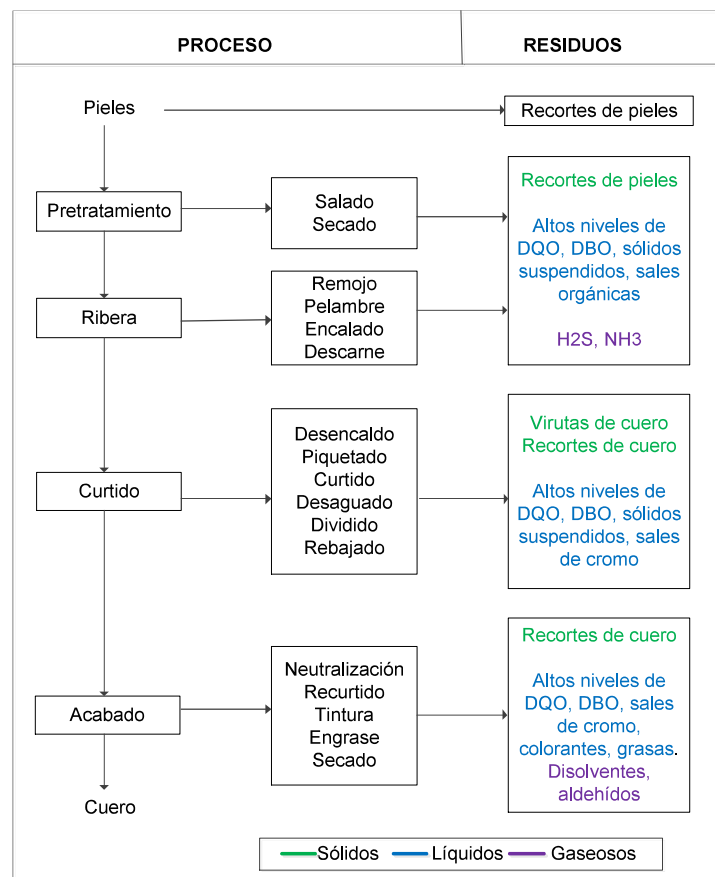 PROCESO
RESIDUOS
Pieles
Recortes de pieles
Pretratamiento
Salado
Secado
Recortes de pieles
Altos niveles de
DQO, DBO, sólidos
suspendidos, sales
orgánicas
H2S, NH3
Ribera
Remojo
Pelambre
Encalado
Descarne
Curtido
Desencaldo
Piquetado
Curtido
Desaguado
Dividido
Rebajado
Virutas de cuero
Recortes de cuero
Altos niveles de
DQO, DBO, sólidos
suspendidos, sales
de cromo
Acabado
Neutralización
Recurtido
Tintura
Engrase
Secado
Recortes de cuero
Altos niveles de
DQO, DBO, sales
de cromo,
colorantes, grasas.
Disolventes,
aldehídos
Cuero
Sólidos
Líquidos
Gaseosos